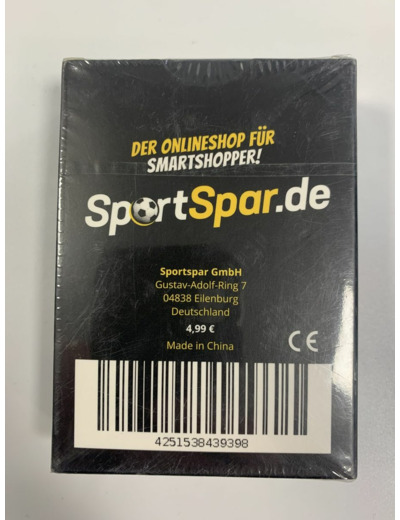 DER ONLINESHOP FÜR
SMARTSHOPPER!
SportSpar.de
Sportspar GmbH
Gustav-Adolf-Ring 7
04838 Eilenburg
Deutschland
4,99 €
Made in China
CE
4251538439398